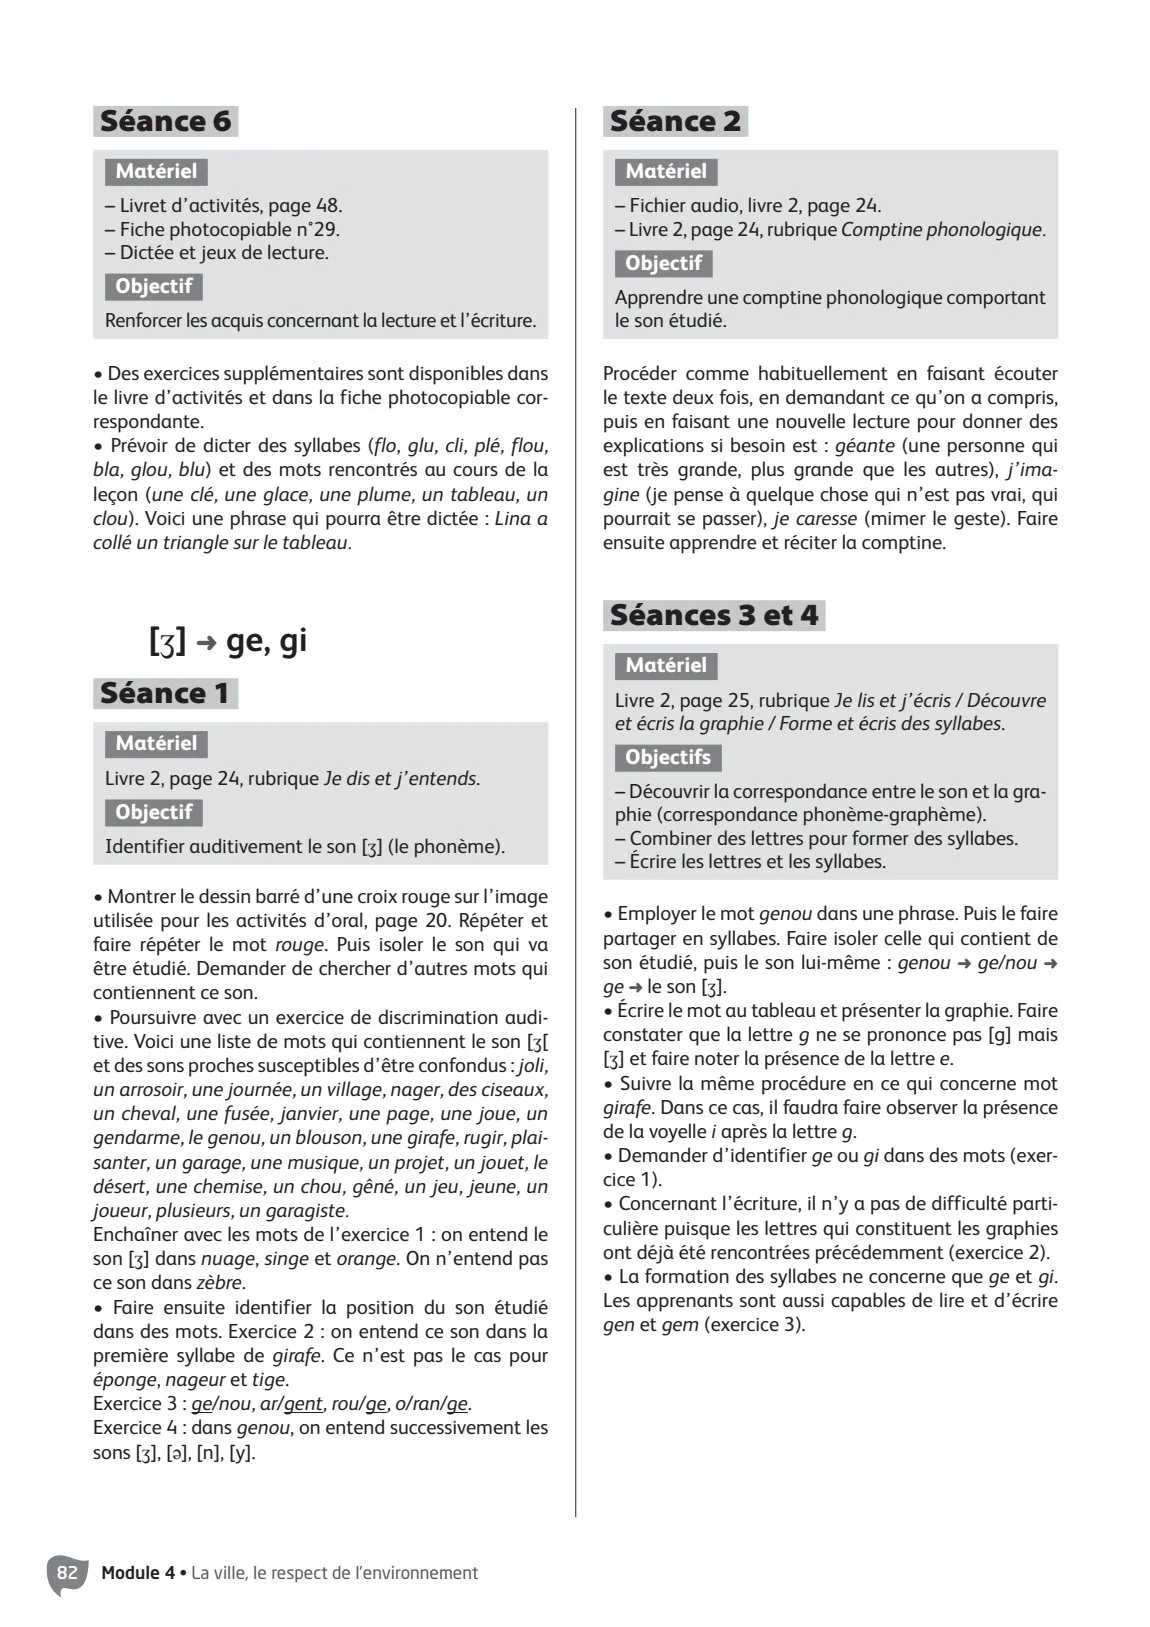 Séance 6
Matériel
– Livret d’activités, page 48.
– Fiche photocopiable n°29.
– Dictée et jeux de lecture.
Objectif
Renforcer les acquis concernant la lecture et l’écriture.
• Des exercices supplémentaires sont disponibles dans
le livre d’activités et dans la fiche photocopiable cor-
respondante.
• Prévoir de dicter des syllabes (flo, glu, cli, plé, flou,
bla, glou, blu) et des mots rencontrés au cours de la
leçon (une clé, une glace, une plume, un tableau, un
clou). Voici une phrase qui pourra être dictée : Lina a
collé un triangle sur le tableau.
[ʒ] ➜ ge, gi
Séance 1
Matériel
Livre 2, page 24, rubrique Je dis et j’entends.
Objectif
Identifier auditivement le son [ʒ] (le phonème).
• Montrer le dessin barré d’une croix rouge sur l’image
utilisée pour les activités d’oral, page 20. Répéter et
faire répéter le mot rouge. Puis isoler le son qui va
être étudié. Demander de chercher d’autres mots qui
contiennent ce son.
• Poursuivre avec un exercice de discrimination audi-
tive. Voici une liste de mots qui contiennent le son [ʒ[
et des sons proches susceptibles d’être confondus : joli,
un arrosoir, une journée, un village, nager, des ciseaux,
un cheval, une fusée, janvier, une page, une joue, un
gendarme, le genou, un blouson, une girafe, rugir, plai-
santer, un garage, une musique, un projet, un jouet, le
désert, une chemise, un chou, gêné, un jeu, jeune, un
joueur, plusieurs, un garagiste.
Enchaîner avec les mots de l’exercice 1 : on entend le
son [ʒ] dans nuage, singe et orange. On n’entend pas
ce son dans zèbre.
• Faire ensuite identifier la position du son étudié
dans des mots. Exercice 2 : on entend ce son dans la
première syllabe de girafe. Ce n’est pas le cas pour
éponge, nageur et tige.
Exercice 3 : ge/nou, ar/gent, rou/ge, o/ran/ge.
Exercice 4 : dans genou, on entend successivement les
sons [ʒ], [ə], [n], [y].
Séance 2
Matériel
– Fichier audio, livre 2, page 24.
– Livre 2, page 24, rubrique Comptine phonologique.
Objectif
Apprendre une comptine phonologique comportant
le son étudié.
Procéder comme habituellement en faisant écouter
le texte deux fois, en demandant ce qu’on a compris,
puis en faisant une nouvelle lecture pour donner des
explications si besoin est : géante (une personne qui
est très grande, plus grande que les autres), j’ima-
gine (je pense à quelque chose qui n’est pas vrai, qui
pourrait se passer), je caresse (mimer le geste). Faire
ensuite apprendre et réciter la comptine.
Séances 3 et 4
Matériel
Livre 2, page 25, rubrique Je lis et j’écris / Découvre
et écris la graphie / Forme et écris des syllabes.
Objectifs
– Découvrir la correspondance entre le son et la gra-
phie (correspondance phonème-graphème).
– Combiner des lettres pour former des syllabes.
– Écrire les lettres et les syllabes.
• Employer le mot genou dans une phrase. Puis le faire
partager en syllabes. Faire isoler celle qui contient de
son étudié, puis le son lui-même : genou ➜ ge/nou ➜
ge ➜ le son [ʒ].
• Écrire le mot au tableau et présenter la graphie. Faire
constater que la lettre g ne se prononce pas [g] mais
[ʒ] et faire noter la présence de la lettre e.
• Suivre la même procédure en ce qui concerne mot
girafe. Dans ce cas, il faudra faire observer la présence
de la voyelle i après la lettre g.
• Demander d’identifier ge ou gi dans des mots (exer-
cice 1).
• Concernant l’écriture, il n’y a pas de difficulté parti-
culière puisque les lettres qui constituent les graphies
ont déjà été rencontrées précédemment (exercice 2).
• La formation des syllabes ne concerne que ge et gi.
Les apprenants sont aussi capables de lire et d’écrire
gen et gem (exercice 3).
82 Module 4 • La ville, le respect de l’environnement